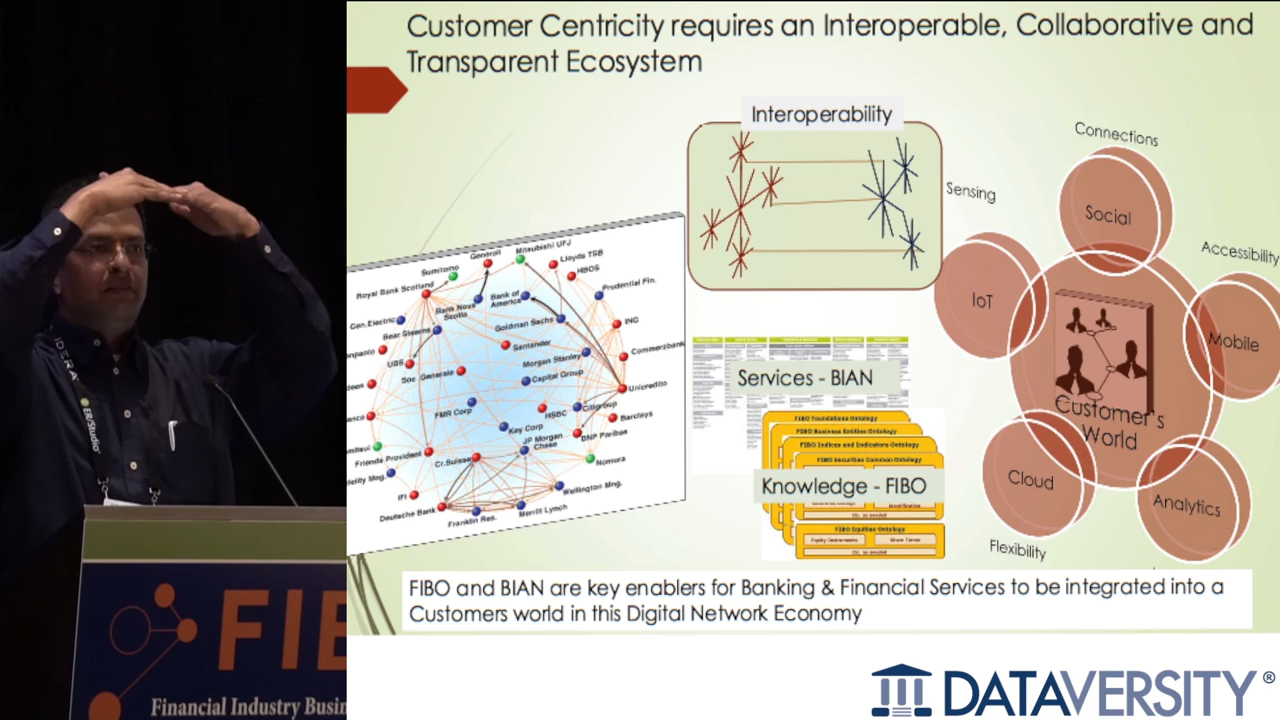 Customer Centricity requires an Interoperable, Collaborative and
Transparent Ecosystem
Interoperability
Connections
Sensing
Social
Accessibility
IoT
Mobile
Customer's
World
Cloud
Analytics
Flexibility
Mitsubishi UFJ
Generali
Lloyds TSB
Sumitomo
HBOS
Royal Bank Scotland
Prudential Fin.
Bank Nova
Scotia
Bank of
America
Gen.Electric
Bear Stearns
Goldman Sachs
ING
Santander
UBS
Morgan Stanley
Commerzbank
Soc Generale
Capital Group
Unicredito
FMR Corp
HSBC
Citigroup
Barclays
Key Corp
BNP Paribas
JP Morgan
Chase
Friends Provident
Cr.Suisse
Nomura
Wellington Mng.
Deutsche Bank
Franklin Res.
Merrill Lynch
Services - BIAN
FIBO Foundations Ontology
FIBO Business Entities Ontology
FIBO Indices and Indicators Ontology
FIBO Securities Common Ontology
Knowledge - FIBO
FIBO Equities Ontology
Equity Instruments
Share Terms
FIBO and BIAN are key enablers for Banking & Financial Services to be integrated into a
Customers world in this Digital Network Economy
IDERA
ER/Studio
FIB
Financial Industry Busin
DATAVERSITY®